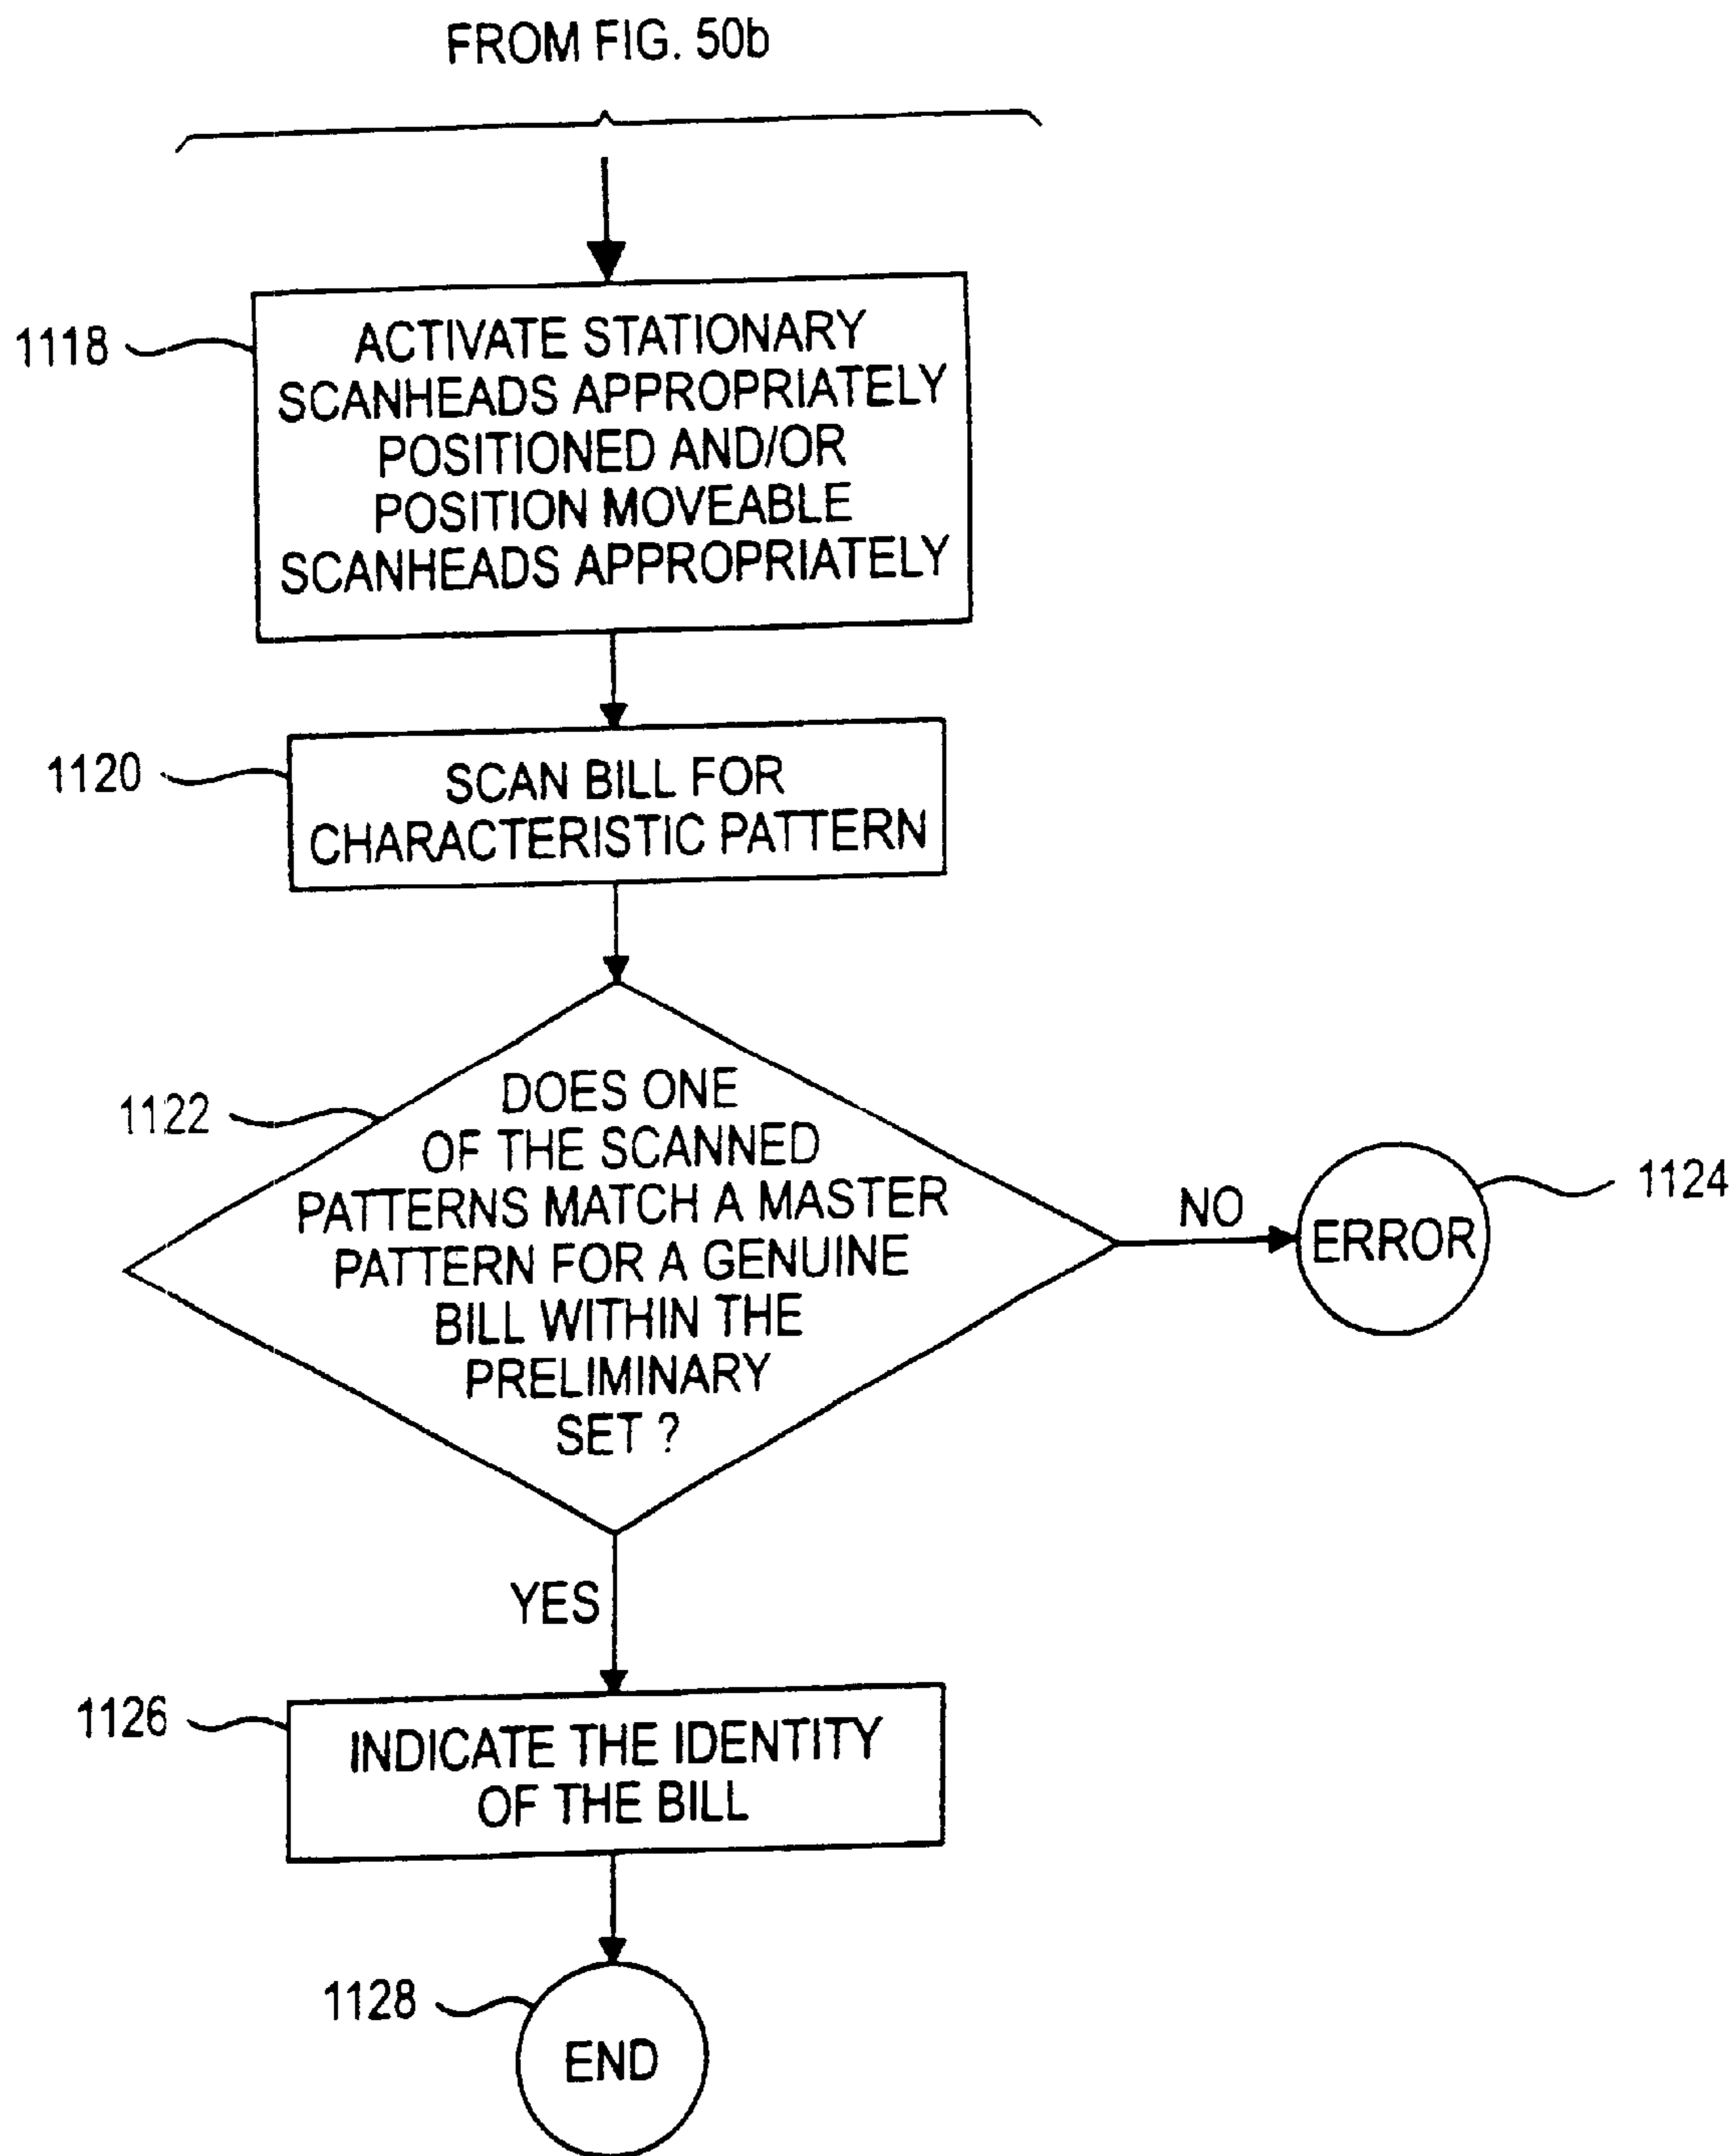 FROM FIG. 50b
1118
ACTIVATE STATIONARY
SCANHEADS APPROPRIATELY
POSITIONED AND/OR
POSITION MOVEABLE
SCANHEADS APPROPRIATELY
1120
SCAN BILL FOR
CHARACTERISTIC PATTERN
1122
DOES ONE
OF THE SCANNED
PATTERNS MATCH A MASTER
PATTERN FOR A GENUINE
BILL WITHIN THE
PRELIMINARY
SET ?
NO
ERROR
1124
YES
1126
INDICATE THE IDENTITY
OF THE BILL
1128
END